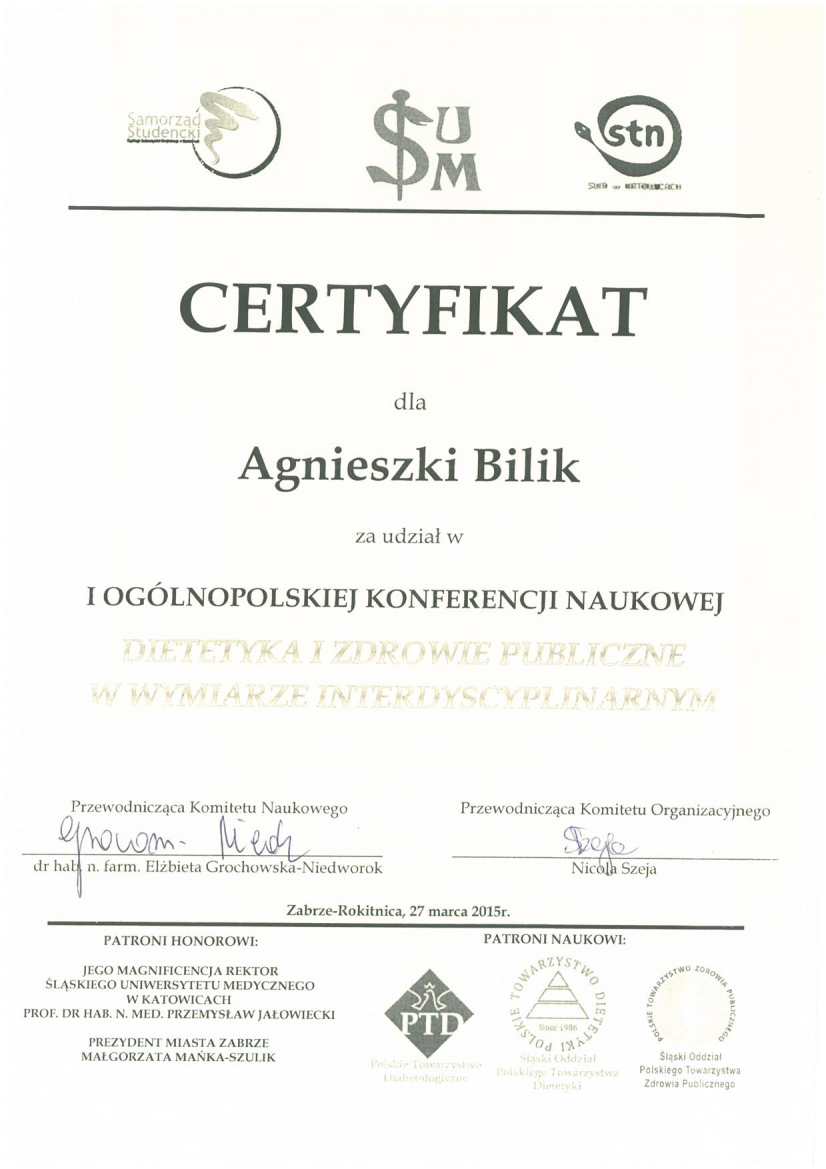 Samorząd
Studencki
SUM
stn
CERTYFIKAT
dla
Agnieszki Bilik
za udział w
I OGÓLNOPOLSKIEJ KONFERENCJI NAUKOWEJ
DIETETYKA I ZDROWIE PUBLICZNE
W WYMIARZE INTERDYSCYPLINARNYM
Przewodnicząca Komitetu Naukowego
dr hab. n. farm. Elżbieta Grochowska-Niedworok
Przewodnicząca Komitetu Organizacyjnego
Szeja
Nicola Szeja
Zabrze-Rokitnica, 27 marca 2015r.
PATRONI HONOROWI:
JEGO MAGNIFICENCJA REKTOR
ŚLĄSKIEGO UNIWERSYTETU MEDYCZNEGO
W KATOWICACH
PROF. DR HAB. N. MED. PRZEMYSŁAW JAŁOWIECKI
PREZYDENT MIASTA ZABRZE
MAŁGORZATA MAŃKA-SZULIK
PATRONI NAUKOWI:
PTD
Polskie Towarzystwo
Diabetologiczne
POLSKIE TOWARZYSTWO DIETETYKI
Since 1986
Śląski Oddział
Polskiego Towarzystwa
Dietetyki
POLSKIE TOWARZYSTWO ZDROWIA PUBLICZNEGO
Śląski Oddział
Polskiego Towarzystwa
Zdrowia Publicznego